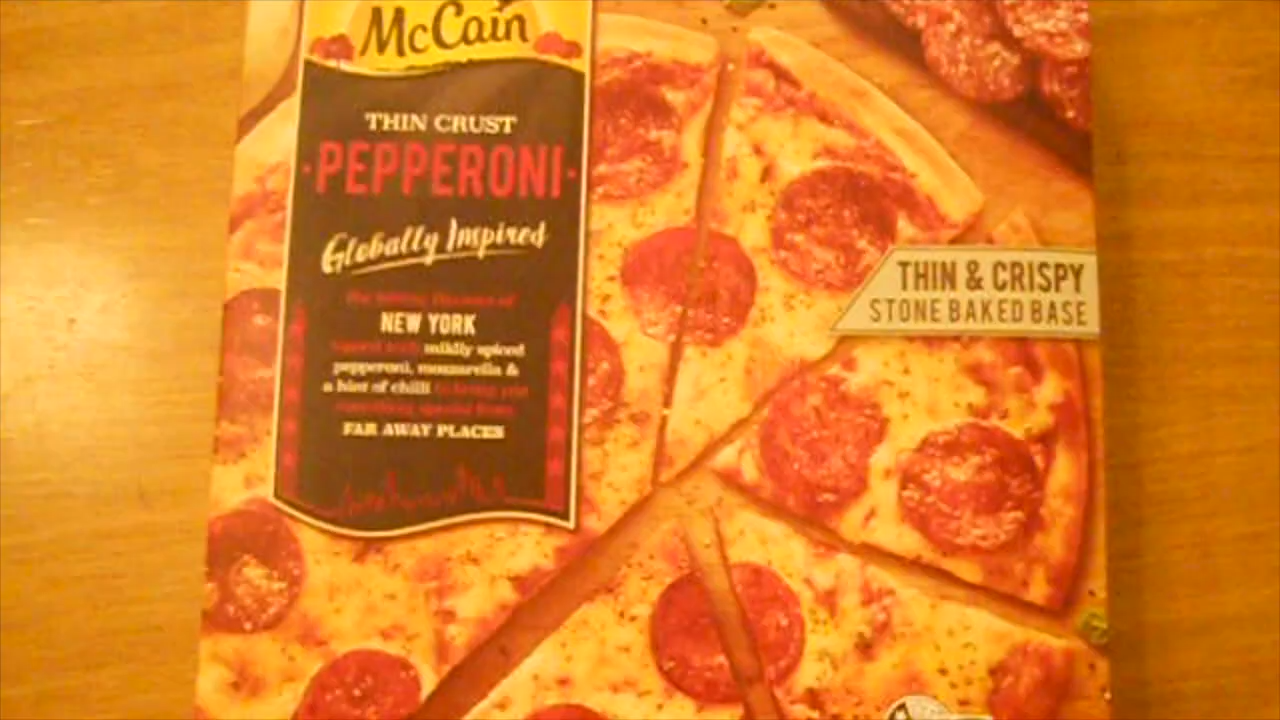 McCain
THIN CRUST
·PEPPERONI·
Globally Inspired
NEW YORK
mildly spiced
pepperoni, mozzarella &
a hint of chilli
FAR AWAY PLACES
THIN & CRISPY
STONE BAKED BASE